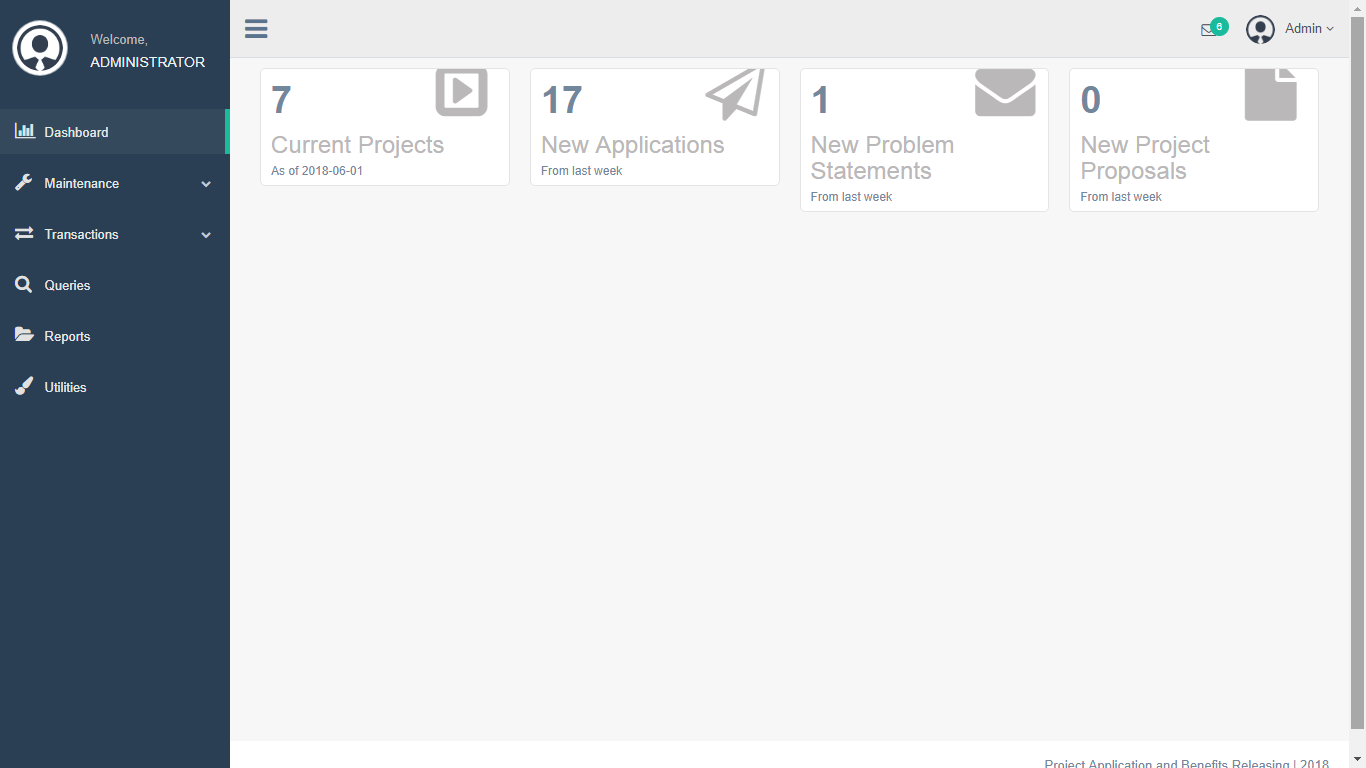 Welcome,
ADMINISTRATOR
Dashboard
Maintenance
Transactions
Queries
Reports
Utilities
6
Admin
7
Current Projects
As of 2018-06-01
17
New Applications
From last week
1
New Problem
Statements
From last week
0
New Project
Proposals
From last week
Project Application and Benefits Releasing | 2018